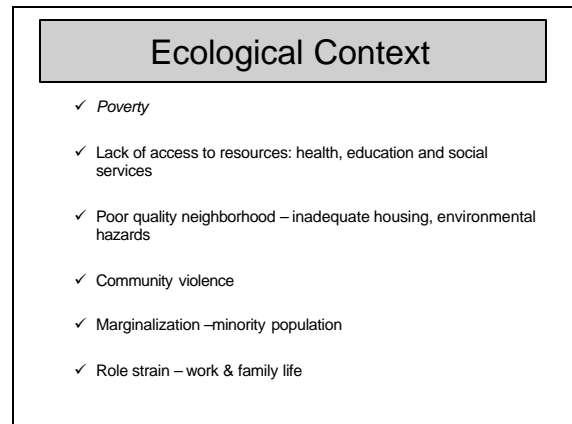 Ecological Context
✓ Poverty
✓ Lack of access to resources: health, education and social
services
✓ Poor quality neighborhood – inadequate housing, environmental
hazards
✓ Community violence
✓ Marginalization –minority population
✓ Role strain – work & family life